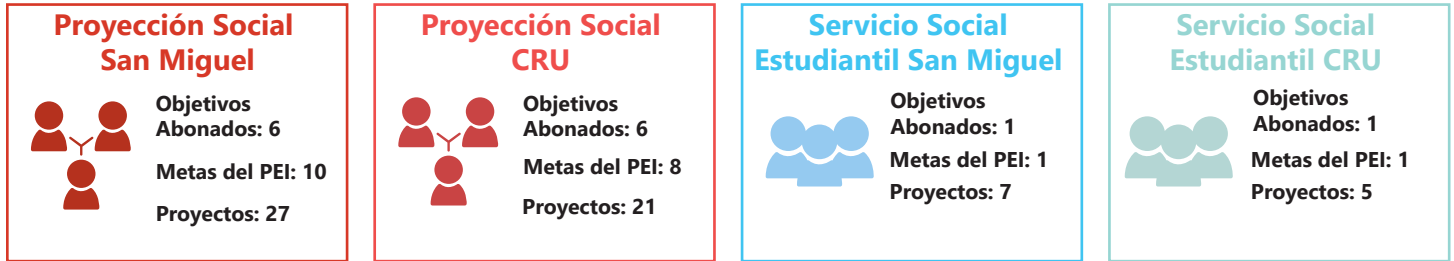 Proyección Social
San Miguel
Objetivos
Abonados: 6
Metas del PEI: 10
Proyectos: 27
Proyección Social
CRU
Objetivos
Abonados: 6
Metas del PEI: 8
Proyectos: 21
Servicio Social
Estudiantil San Miguel
Objetivos
Abonados: 1
Metas del PEI: 1
Proyectos: 7
Servicio Social
Estudiantil CRU
Objetivos
Abonados: 1
Metas del PEI: 1
Proyectos: 5